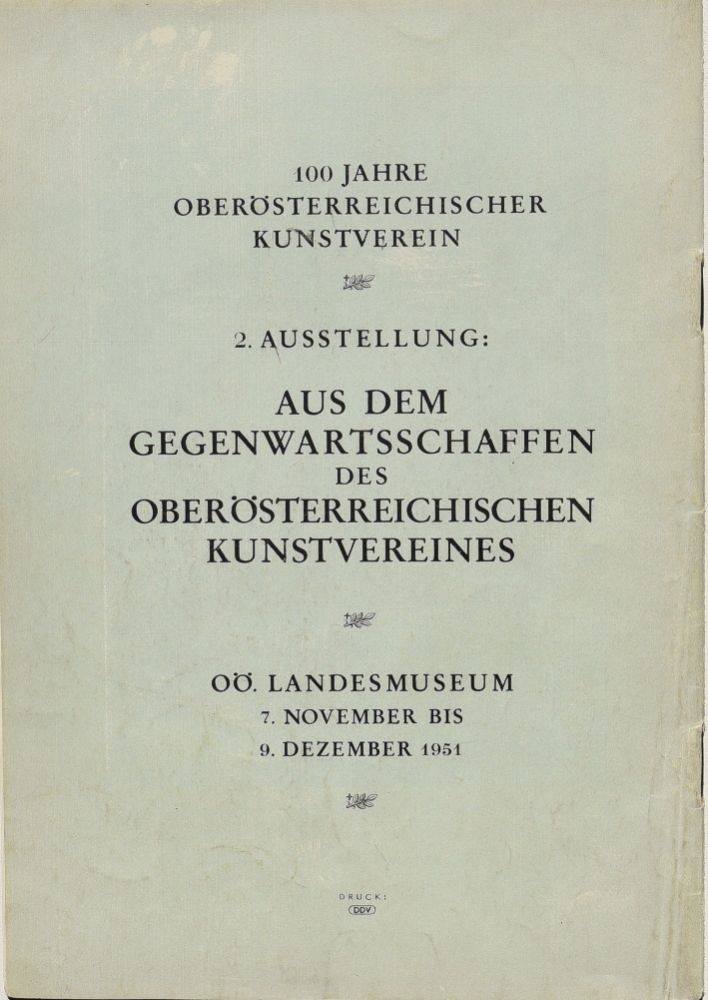 100 JAHRE
OBERÖSTERREICHISCHER
KUNSTVEREIN
2. AUSSTELLUNG:
AUS DEM
GEGENWARTSSCHAFFEN
DES
OBERÖSTERREICHISCHEN
KUNSTVEREINES
OÖ. LANDESMUSEUM
7. NOVEMBER BIS
9. DEZEMBER 1951
DRUCK:
DDV